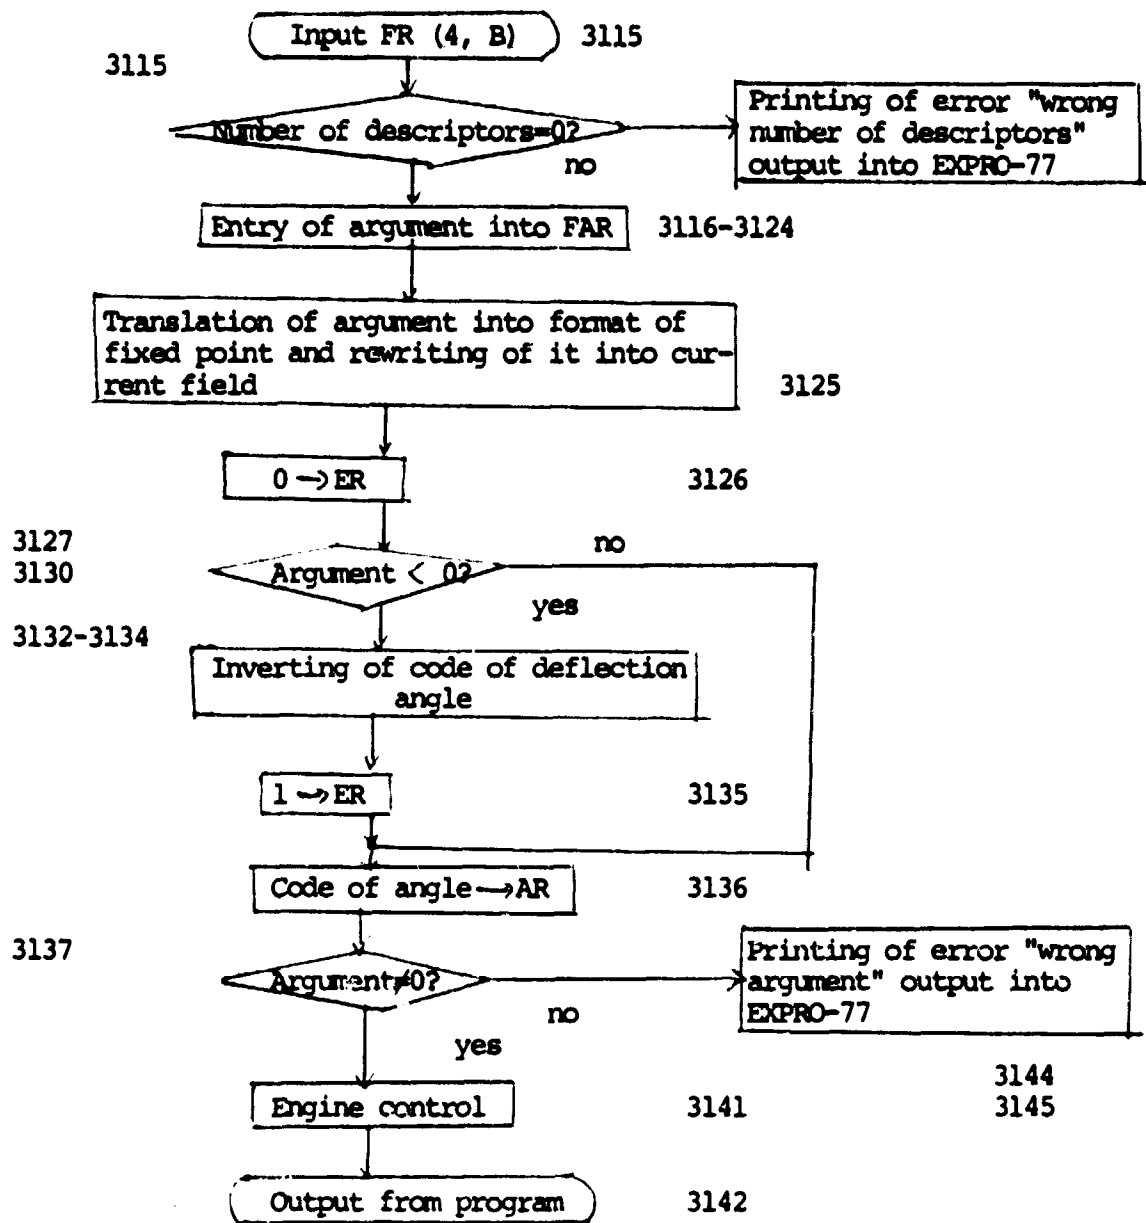 Input FR (4, B) 3115
3115
Number of descriptors=0?
no
Printing of error "wrong
number of descriptors"
output into EXPRO-77
Entry of argument into FAR 3116-3124
Translation of argument into format of
fixed point and rewriting of it into cur-
rent field
3125
0 → ER 3126
3127
3130
Argument < 0?
no
yes
3132-3134
Inverting of code of deflection
angle
1 → ER 3135
Code of angle → AR 3136
3137
Argument≠0?
no
yes
Printing of error "wrong
argument" output into
EXPRO-77
3144
3145
Engine control 3141
Output from program 3142